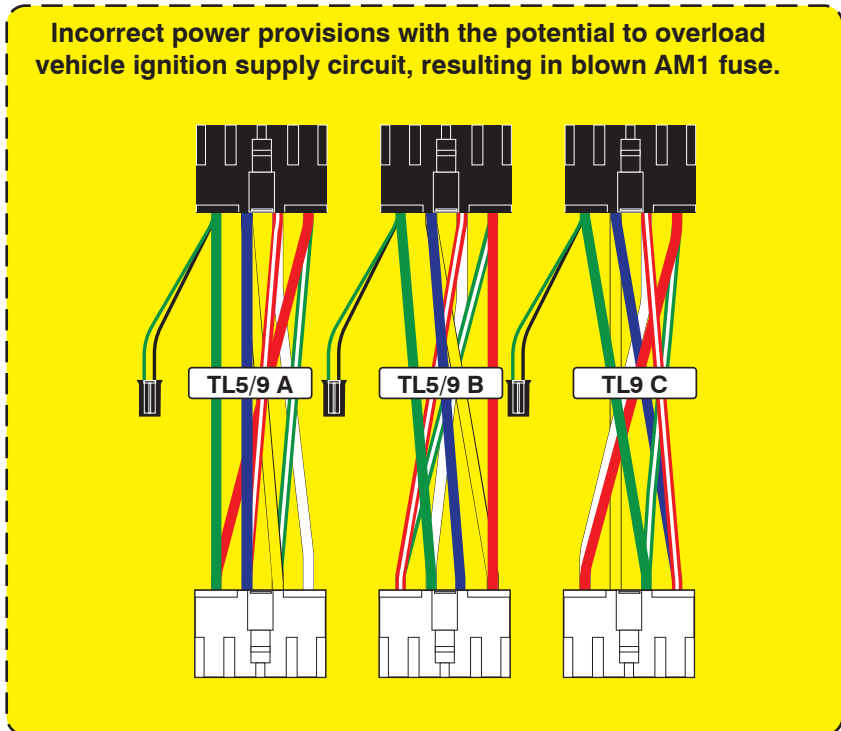 Incorrect power provisions with the potential to overload
vehicle ignition supply circuit, resulting in blown AM1 fuse.
TL5/9 A
TL5/9 B
TL9 C